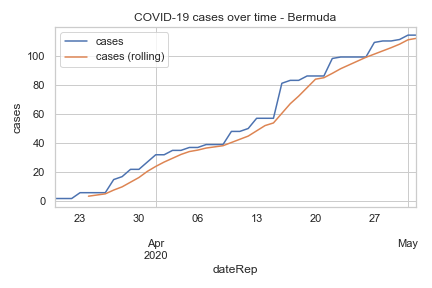 COVID-19 cases over time - Bermuda
cases
cases (rolling)
cases
100
80
60
40
20
0
23
30
06
13
20
27
Apr
2020
May
dateRep